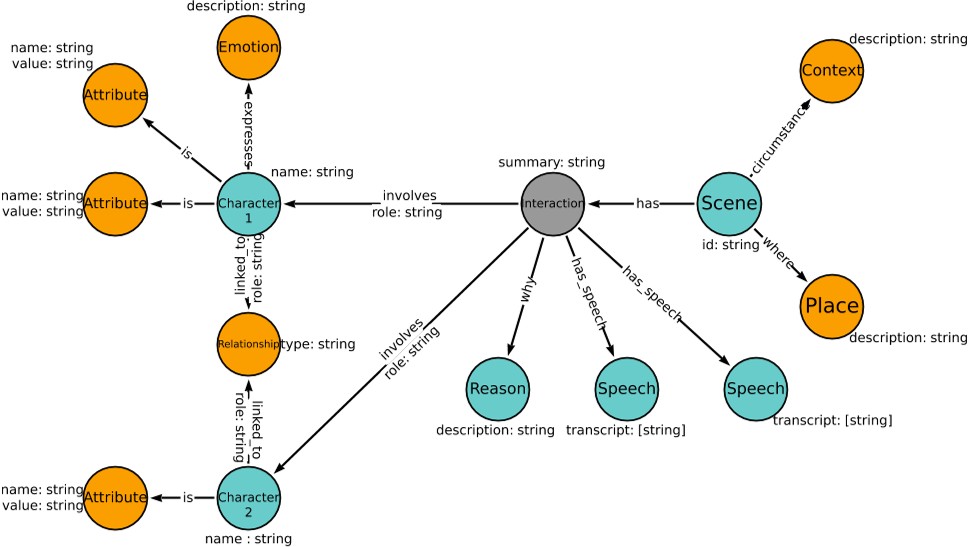 description: string
Emotion
description: string
name: string
value: string
Context
Attribute
expresses
circumstance
is
summary: string
name: string
name: string
value: string
Attribute
is
Character
1
involves
role: string
Interaction
has
Scene
id: string
where
linked_to
role: string
has_speech
has_speech
why
Place
description: string
Relationship
type: string
involves
role: string
Reason
Speech
Speech
description: string
transcript: [string]
transcript: [string]
linked_to
role: string
name: string
value: string
Attribute
is
Character
2
name : string